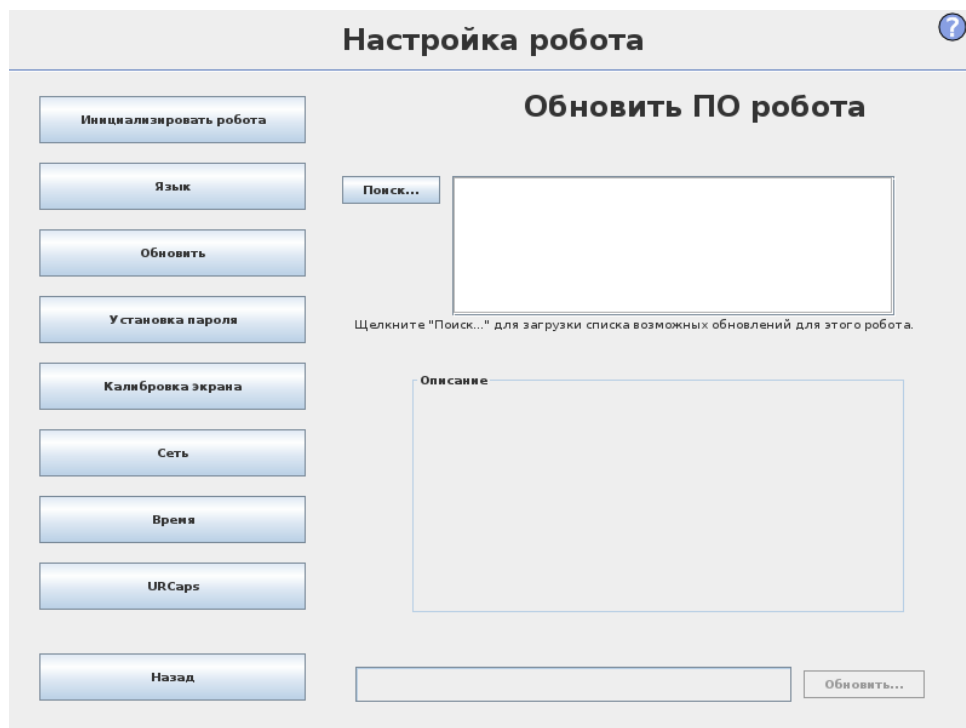 Настройка робота
?
Обновить ПО робота
Инициализировать робота
Язык
Обновить
Установка пароля
Калибровка экрана
Сеть
Время
URCaps
Назад
Поиск...
Щелкните "Поиск..." для загрузки списка возможных обновлений для этого робота.
Описание
Обновить...